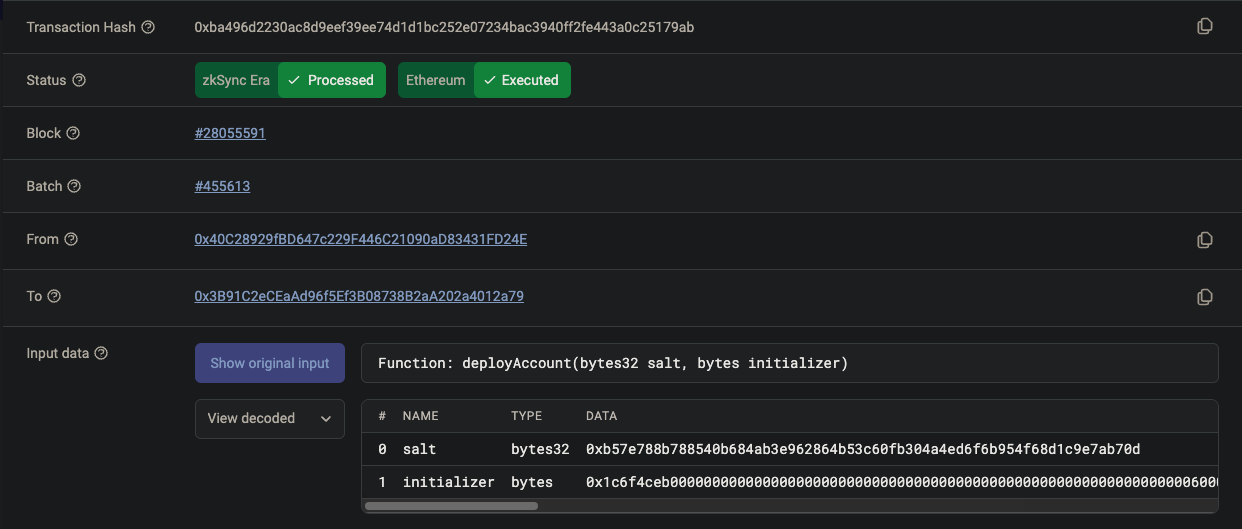 Transaction Hash 0xba496d2230ac8d9eef39ee74d1d1bc252e07234bac3940ff2fe443a0c25179ab
Status zkSync Era Processed Ethereum Executed
Block #28055591
Batch #455613
From 0x40C28929fBD647c229F446C21090aD83431FD24E
To 0x3B91C2eCEaAd96f5Ef3B08738B2aA202a4012a79
Input data Show original input Function: deployAccount(bytes32 salt, bytes initializer)
View decoded # NAME TYPE DATA
0 salt bytes32 0xb57e788b788540b684ab3e962864b53c60fb304a4ed6f6b954f68d1c9e7ab70d
1 initializer bytes